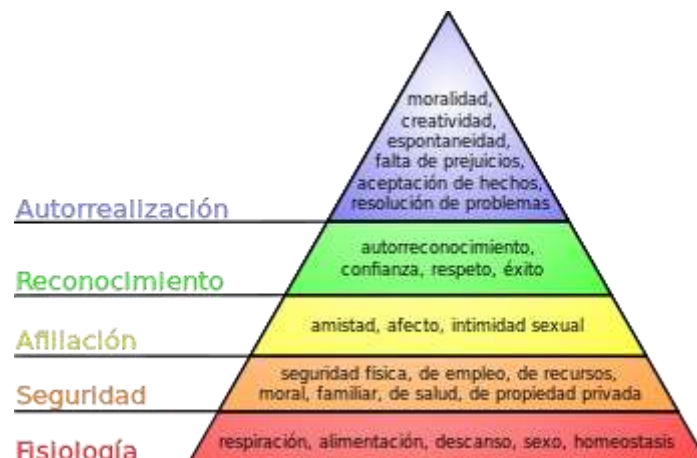 moralidad,
creatividad,
espontaneidad,
falta de prejuicios,
aceptación de hechos,
resolución de problemas
Autorrealización
autorreconocimiento,
confianza, respeto, éxito
Reconocimiento
amistad, afecto, intimidad sexual
Afiliación
seguridad física, de empleo, de recursos,
moral, familiar, de salud, de propiedad privada
Seguridad
respiración, alimentación, descanso, sexo, homeostasis
Fisiología